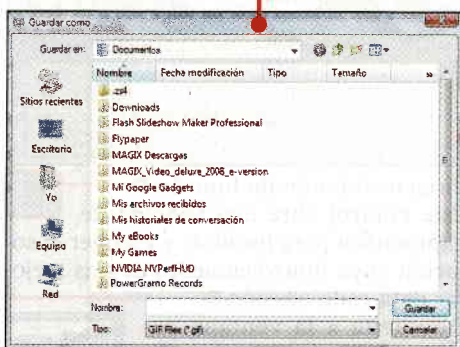 Guardar como
Guardar en: Documentos
Nombre Fecha modificación Tipo Tamaño »
.zs4
Downloads
Flash Slideshow Maker Professional
Flypaper
MAGIX Descargas
MAGIX_Video_deluxe_2008_e-version
Mi Google Gadgets
Mis archivos recibidos
Mis historiales de conversación
My eBooks
My Games
NVIDIA NVPerfHUD
PowerGramo Records
Sitios recientes
Escritorio
Yo
Equipo
Red
Nombre:
Guardar
Tipo: GIF Files (*.gif)
Cancelar